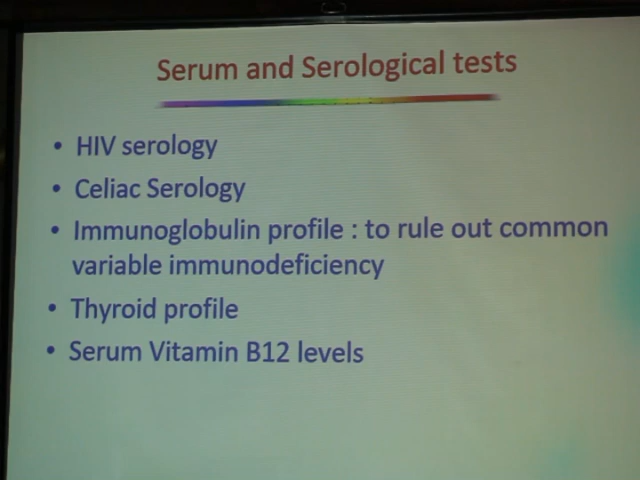 Serum and Serological tests
• HIV serology
• Celiac Serology
• Immunoglobulin profile : to rule out common
variable immunodeficiency
• Thyroid profile
• Serum Vitamin B12 levels